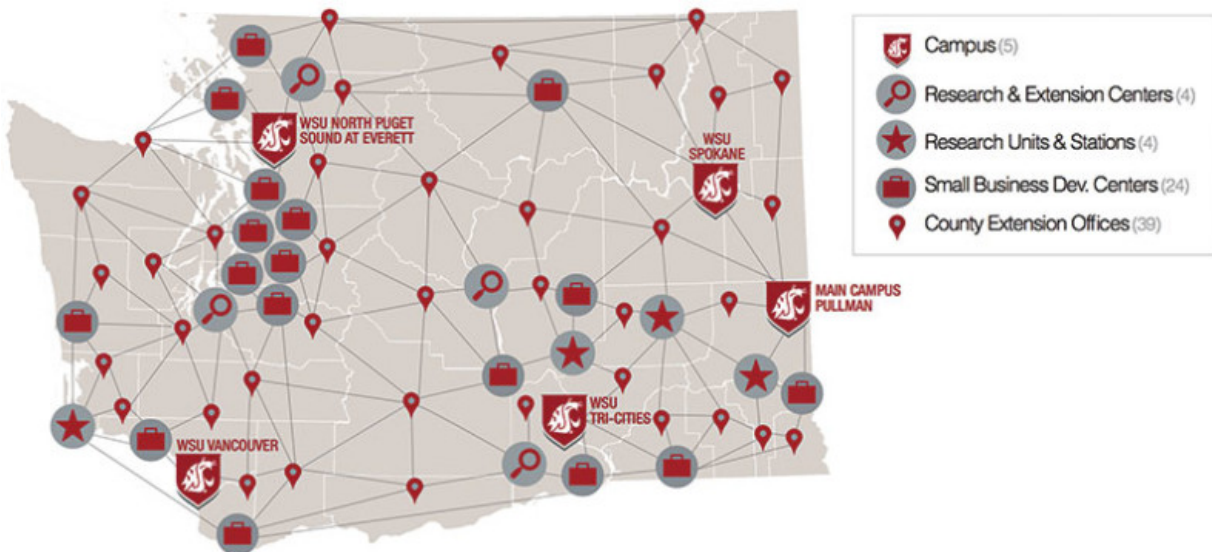 WSU NORTH PUGET
SOUND AT EVERETT
WSU
SPOKANE
MAIN CAMPUS
PULLMAN
WSU
TRI-CITIES
WSU VANCOUVER
Campus (5)
Research & Extension Centers (4)
Research Units & Stations (4)
Small Business Dev. Centers (24)
County Extension Offices (39)